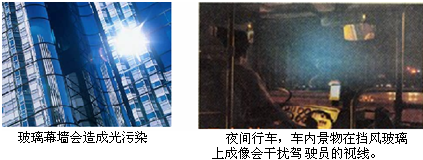 玻璃幕墙会造成光污染
夜间行车，车内景物在挡风玻璃
上成像会干扰驾驶员的视线。